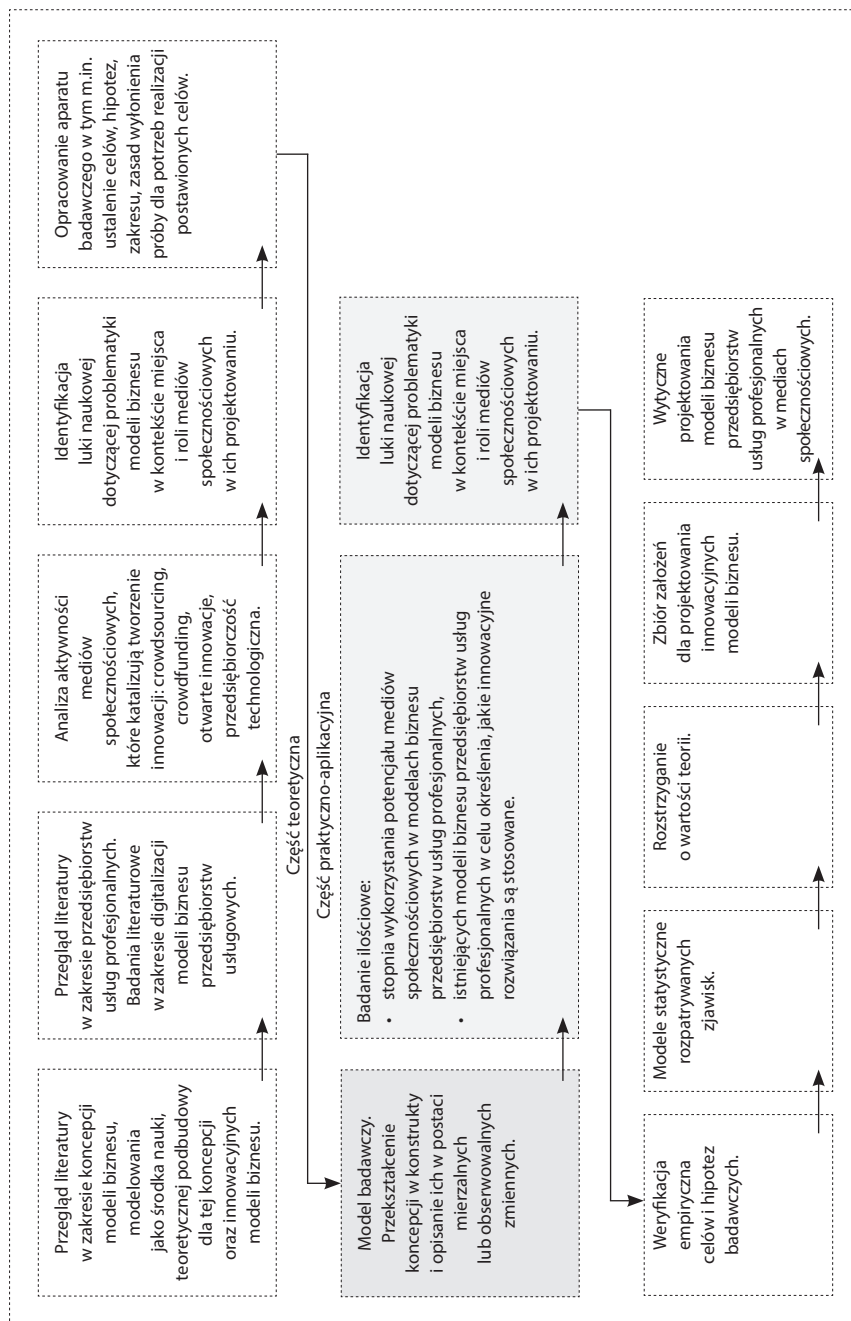 Przegląd literatury
w zakresie koncepcji
modeli biznesu,
modelowania
jako środka nauki,
teoretycznej podbudowy
dla tej koncepcji
oraz innowacyjnych
modeli biznesu.
Przegląd literatury
w zakresie przedsiębiorstw
usług profesjonalnych.
Badania literaturowe
w zakresie digitalizacji
modeli biznesu
przedsiębiorstw
usługowych.
Analiza aktywności
mediów
społecznościowych,
które katalizują tworzenie
innowacji: crowdsourcing,
crowdfunding,
otwarte innowacje,
przedsiębiorczość
technologiczna.
Identyfikacja
luki naukowej
dotyczącej problematyki
modeli biznesu
w kontekście miejsca
i roli mediów
społecznościowych
w ich projektowaniu.
Opracowanie aparatu
badawczego w tym m.in.
ustalenie celów, hipotez,
zakresu, zasad wyłonienia
próby dla potrzeb realizacji
postawionych celów.
Część teoretyczna
Część praktyczno-aplikacyjna
Model badawczy.
Przekształcenie
koncepcji w konstrukty
i opisanie ich w postaci
mierzalnych
lub obserwowalnych
zmiennych.
Badanie ilościowe:
• stopnia wykorzystania potencjału mediów
społecznościowych w modelach biznesu
przedsiębiorstw usług profesjonalnych,
• istniejących modeli biznesu przedsiębiorstw usług
profesjonalnych w celu określenia, jakie innowacyjne
rozwiązania są stosowane.
Identyfikacja
luki naukowej
dotyczącej problematyki
modeli biznesu
w kontekście miejsca
i roli mediów
społecznościowych
w ich projektowaniu.
Weryfikacja
empiryczna
celów i hipotez
badawczych.
Modele statystyczne
rozpatrywanych
zjawisk.
Rozstrzyganie
o wartości teorii.
Zbiór założeń
dla projektowania
innowacyjnych
modeli biznesu.
Wytyczne
projektowania
modeli biznesu
przedsiębiorstw
usług profesjonalnych
w mediach
społecznościowych.